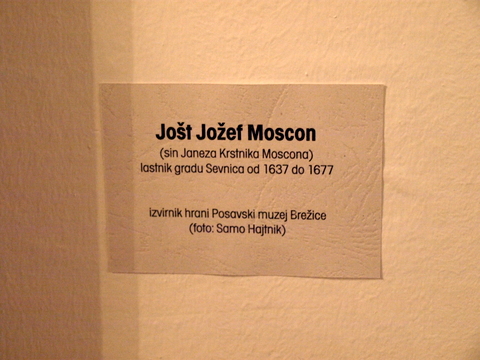 Jošt Jožef Moscon
(sin Janeza Krstnika Moscona)
lastnik gradu Sevnica od 1637 do 1677
izvirnik hrani Posavski muzej Brežice
(foto: Samo Hajtnik)